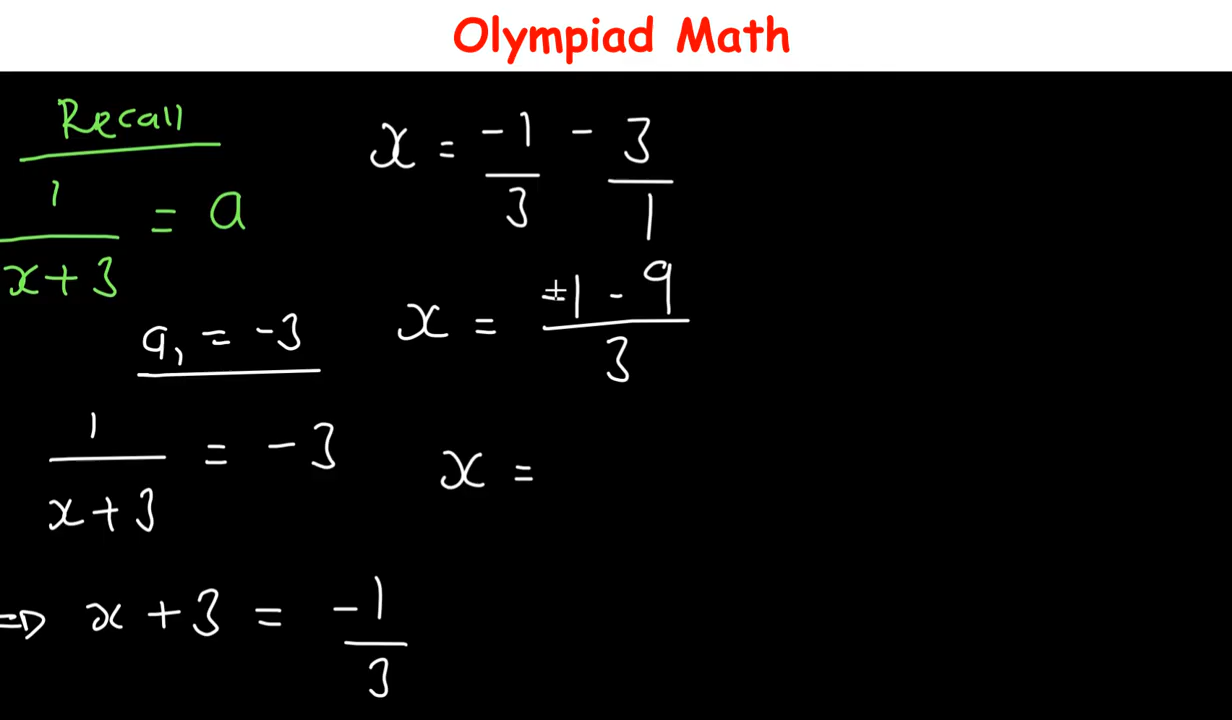 Olympiad Math
Recall
1/(x+3) = a
a₁ = -3
1/(x+3) = -3
⇒ x + 3 = -1/3
x = -1/3 - 3/1
x = (±1 - 9)/3
x =